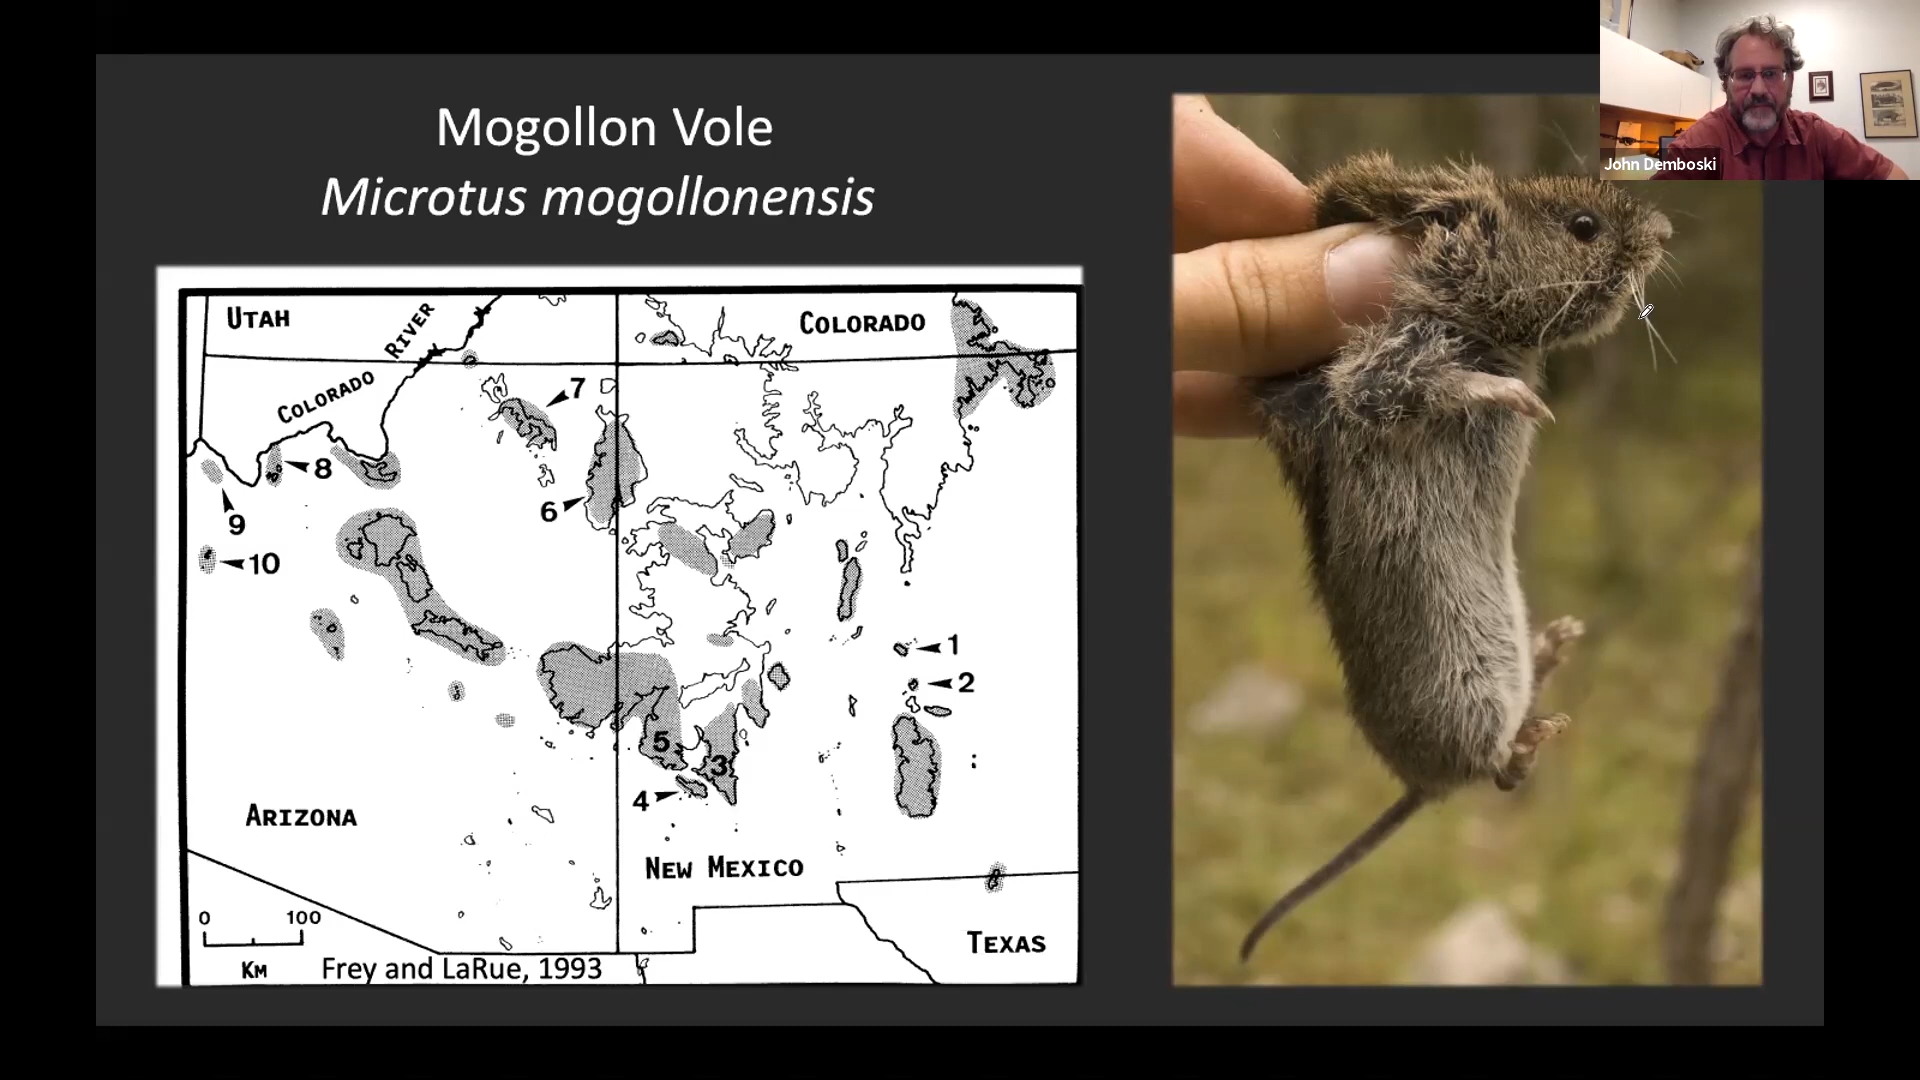 Mogollon Vole
Microtus mogollonensis
John Demboski
UTAH
COLORADO RIVER
COLORADO
7
8
6
9
10
1
2
5
3
4
ARIZONA
NEW MEXICO
0 100
KM
TEXAS
Frey and LaRue, 1993